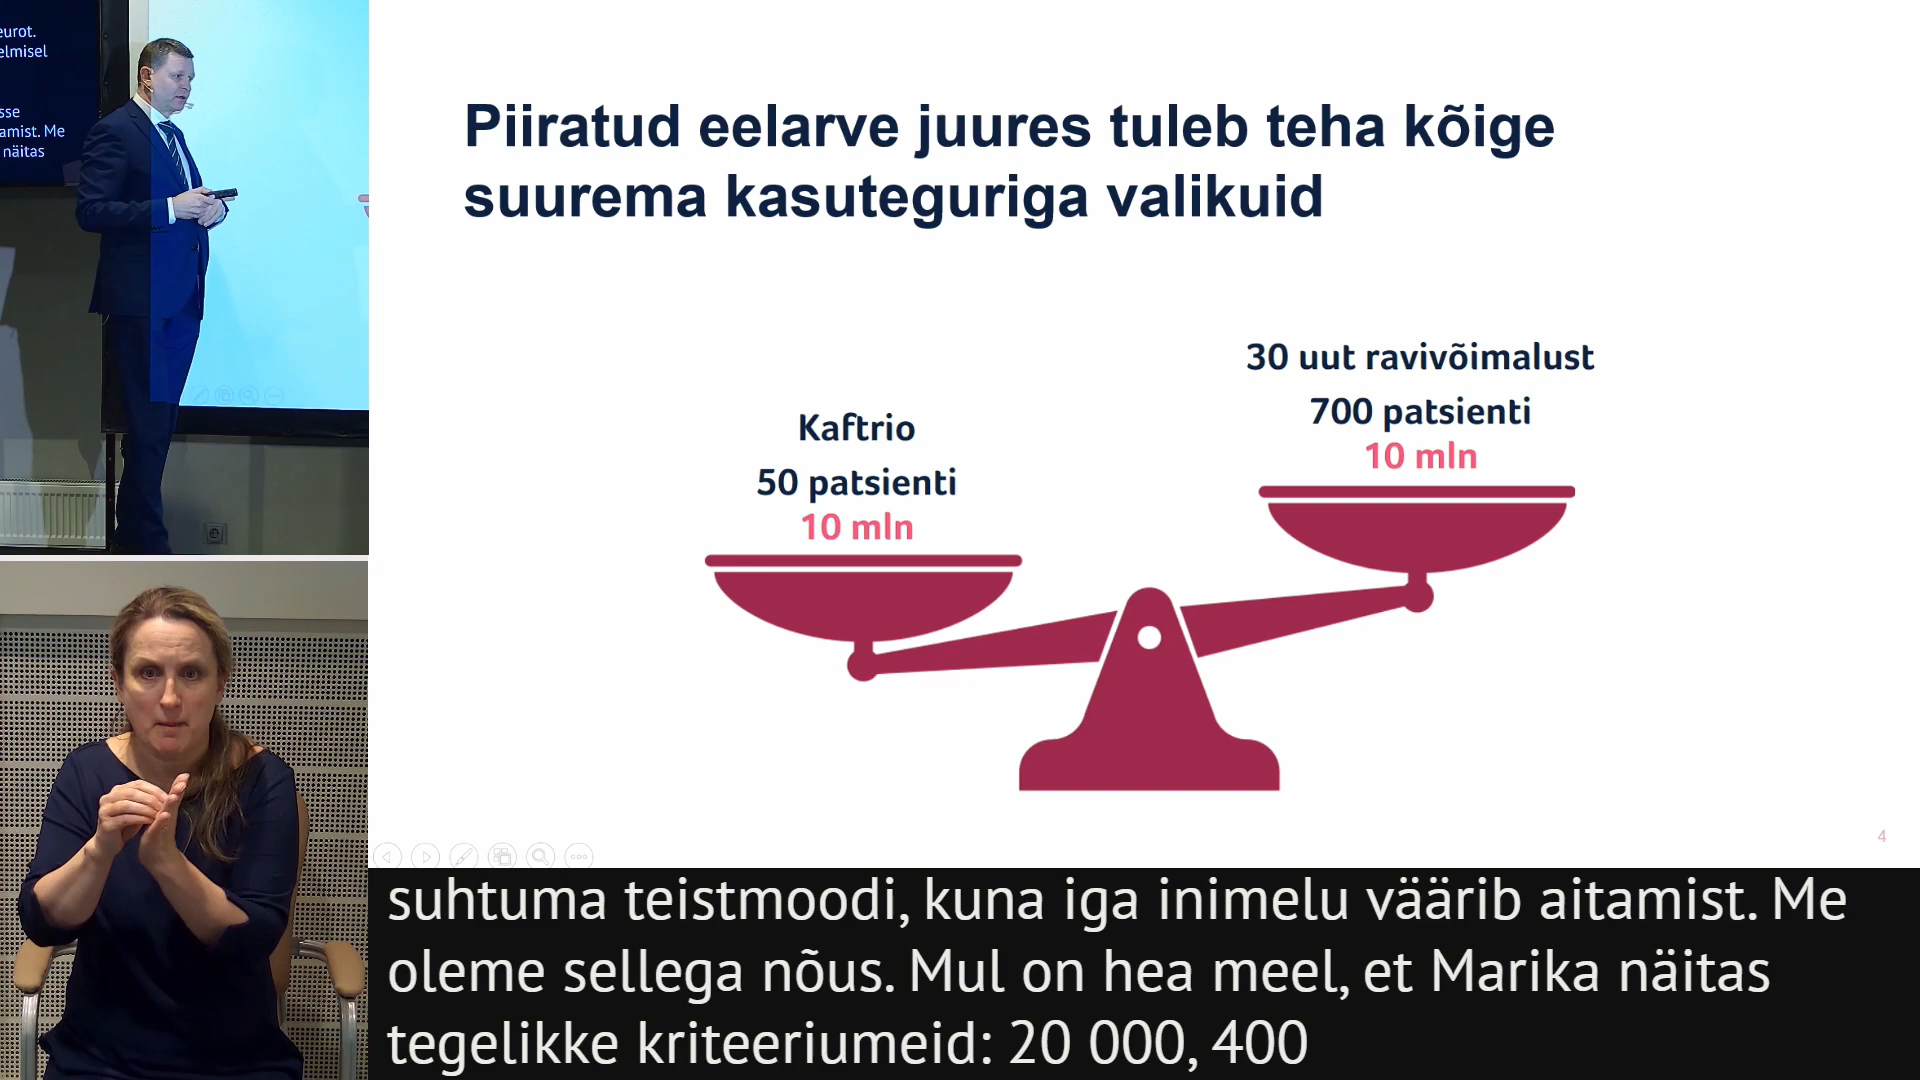 eurot.
elmisel
sse
amist. Me
näitas
Piiratud eelarve juures tuleb teha kõige
suurema kasuteguriga valikuid
30 uut ravivõimalust
700 patsienti
10 mln
Kaftrio
50 patsienti
10 mln
4
suhtuma teistmoodi, kuna iga inimelu väärib aitamist. Me
oleme sellega nõus. Mul on hea meel, et Marika näitas
tegelikke kriteeriumeid: 20 000, 400